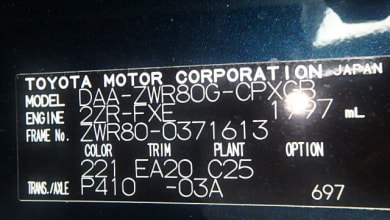 TOYOTA MOTOR CORPORATION JAPAN
MODEL DAA-ZWR80G-CPXGB
ENGINE 2ZR-FXE 1797 mL
FRAME No. ZWR80-0371613
COLOR TRIM PLANT OPTION
221 EA20 C25
TRANS./AXLE P410 -03A 697